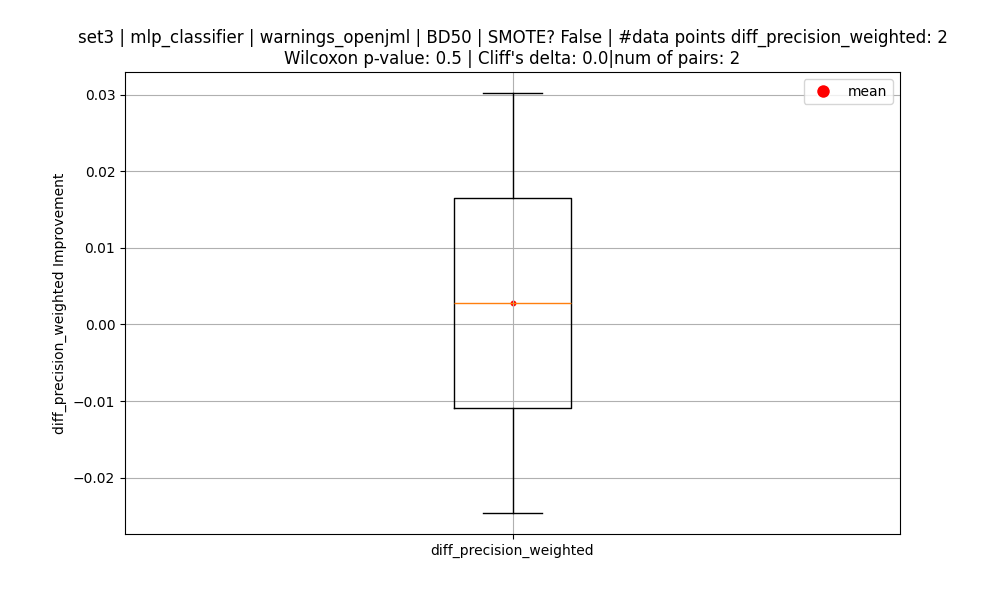 set3 | mlp_classifier | warnings_openjml | BD50 | SMOTE? False | #data points diff_precision_weighted: 2
Wilcoxon p-value: 0.5 | Cliff's delta: 0.0|num of pairs: 2
mean
0.03
0.02
0.01
0.00
−0.01
−0.02
diff_precision_weighted Improvement
diff_precision_weighted